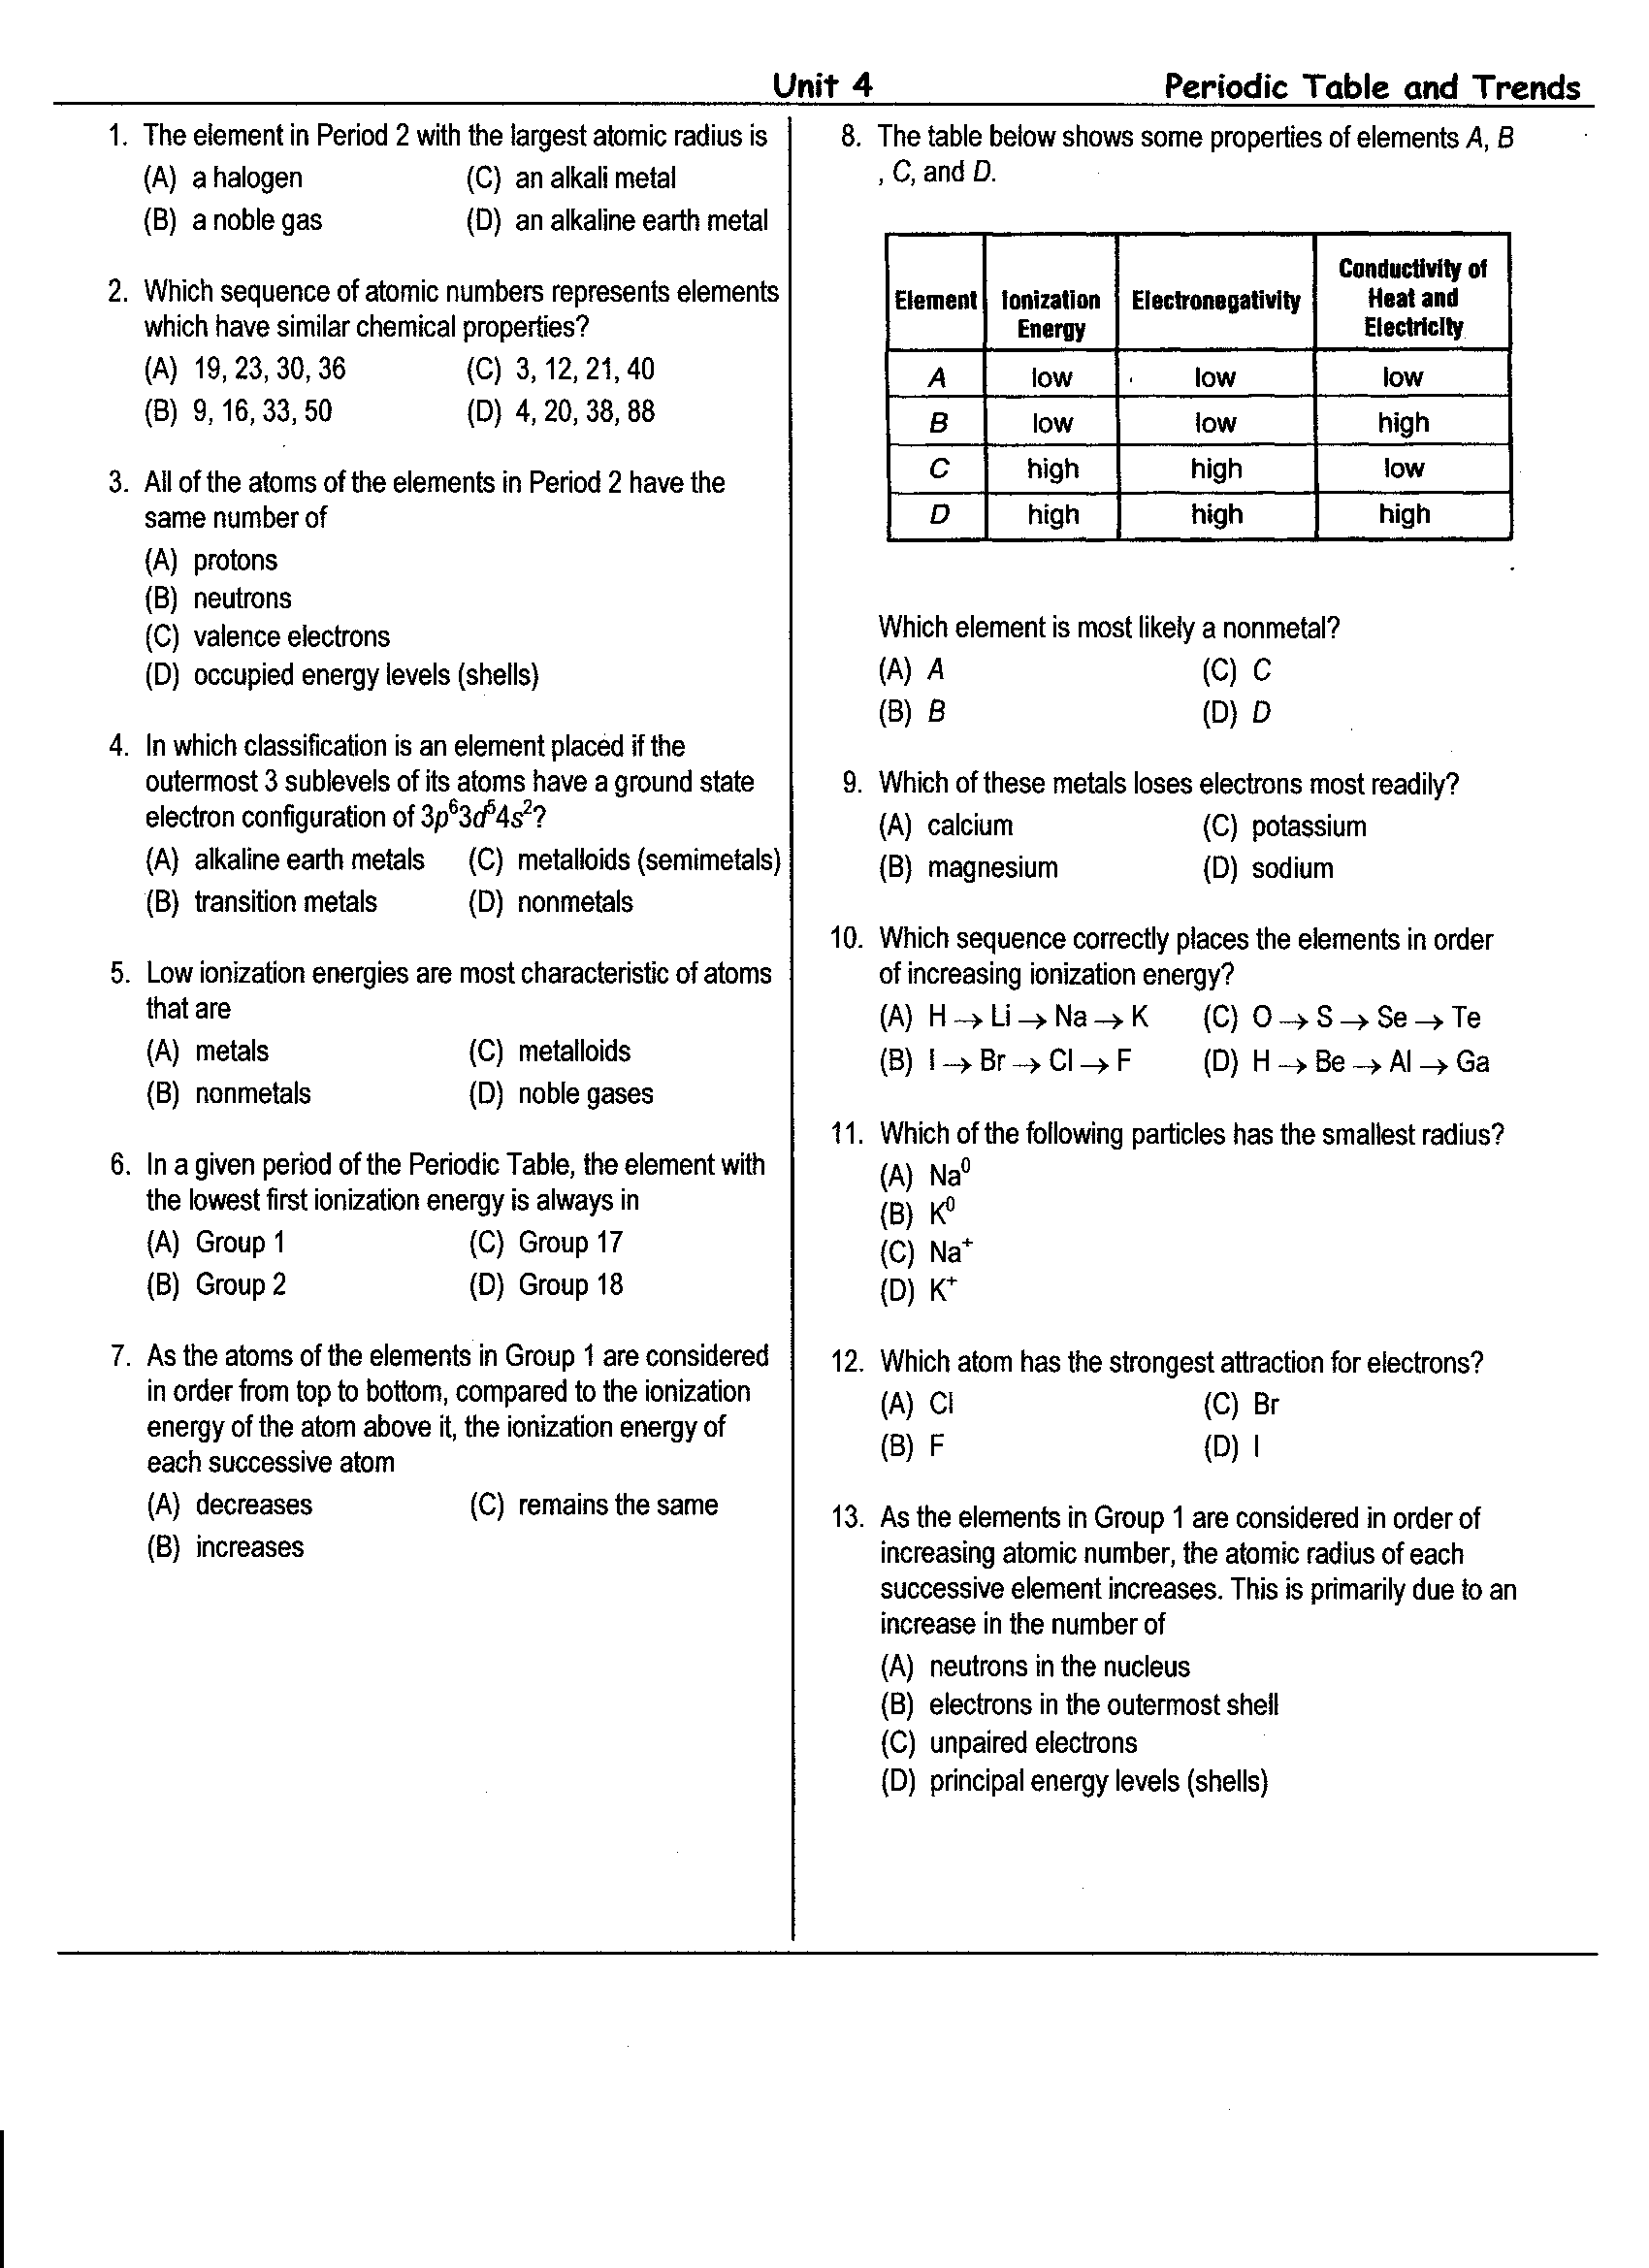 Unit 4 Periodic Table and Trends
1. The element in Period 2 with the largest atomic radius is
(A) a halogen (C) an alkali metal
(B) a noble gas (D) an alkaline earth metal
2. Which sequence of atomic numbers represents elements
which have similar chemical properties?
(A) 19, 23, 30, 36 (C) 3, 12, 21, 40
(B) 9, 16, 33, 50 (D) 4, 20, 38, 88
3. All of the atoms of the elements in Period 2 have the
same number of
(A) protons
(B) neutrons
(C) valence electrons
(D) occupied energy levels (shells)
4. In which classification is an element placed if the
outermost 3 sublevels of its atoms have a ground state
electron configuration of 3p⁶3d⁵4s²?
(A) alkaline earth metals (C) metalloids (semimetals)
(B) transition metals (D) nonmetals
5. Low ionization energies are most characteristic of atoms
that are
(A) metals (C) metalloids
(B) nonmetals (D) noble gases
6. In a given period of the Periodic Table, the element with
the lowest first ionization energy is always in
(A) Group 1 (C) Group 17
(B) Group 2 (D) Group 18
7. As the atoms of the elements in Group 1 are considered
in order from top to bottom, compared to the ionization
energy of the atom above it, the ionization energy of
each successive atom
(A) decreases (C) remains the same
(B) increases
8. The table below shows some properties of elements A, B
, C, and D.
Element Ionization Energy Electronegativity Conductivity of Heat and Electricity
A low low low
B low low high
C high high low
D high high high
Which element is most likely a nonmetal?
(A) A (C) C
(B) B (D) D
9. Which of these metals loses electrons most readily?
(A) calcium (C) potassium
(B) magnesium (D) sodium
10. Which sequence correctly places the elements in order
of increasing ionization energy?
(A) H → Li → Na → K (C) O → S → Se → Te
(B) I → Br → Cl → F (D) H → Be → Al → Ga
11. Which of the following particles has the smallest radius?
(A) Na⁰
(B) K⁰
(C) Na⁺
(D) K⁺
12. Which atom has the strongest attraction for electrons?
(A) Cl (C) Br
(B) F (D) I
13. As the elements in Group 1 are considered in order of
increasing atomic number, the atomic radius of each
successive element increases. This is primarily due to an
increase in the number of
(A) neutrons in the nucleus
(B) electrons in the outermost shell
(C) unpaired electrons
(D) principal energy levels (shells)